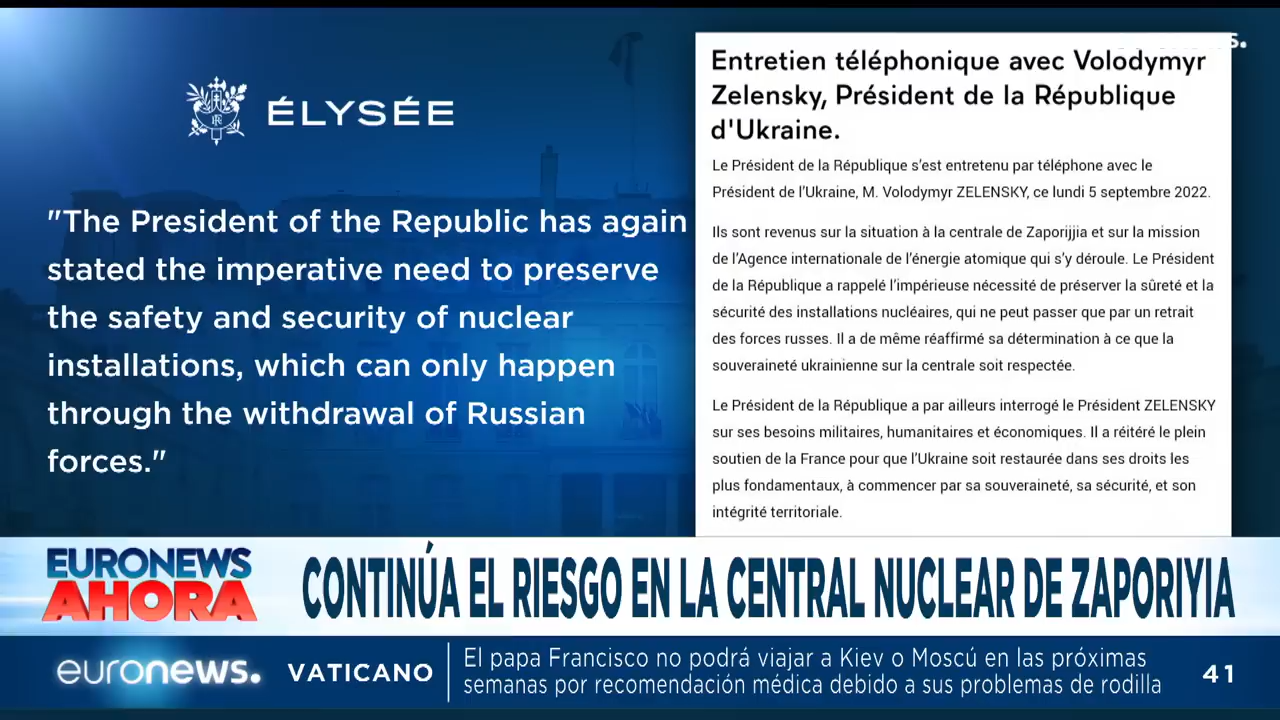 ÉLYSÉE
"The President of the Republic has again
stated the imperative need to preserve
the safety and security of nuclear
installations, which can only happen
through the withdrawal of Russian
forces."
Entretien téléphonique avec Volodymyr
Zelensky, Président de la République
d'Ukraine.
Le Président de la République s'est entretenu par téléphone avec le
Président de l'Ukraine, M. Volodymyr ZELENSKY, ce lundi 5 septembre 2022.
Ils sont revenus sur la situation à la centrale de Zaporijjia et sur la mission
de l'Agence internationale de l'énergie atomique qui s'y déroule. Le Président
de la République a rappelé l'impérieuse nécessité de préserver la sûreté et la
sécurité des installations nucléaires, qui ne peut passer que par un retrait
des forces russes. Il a de même réaffirmé sa détermination à ce que la
souveraineté ukrainienne sur la centrale soit respectée.
Le Président de la République a par ailleurs interrogé le Président ZELENSKY
sur ses besoins militaires, humanitaires et économiques. Il a réitéré le plein
soutien de la France pour que l'Ukraine soit restaurée dans ses droits les
plus fondamentaux, à commencer par sa souveraineté, sa sécurité, et son
intégrité territoriale.
EURONEWS
AHORA
CONTINÚA EL RIESGO EN LA CENTRAL NUCLEAR DE ZAPORIYIA
euronews.
VATICANO
El papa Francisco no podrá viajar a Kiev o Moscú en las próximas
semanas por recomendación médica debido a sus problemas de rodilla
41